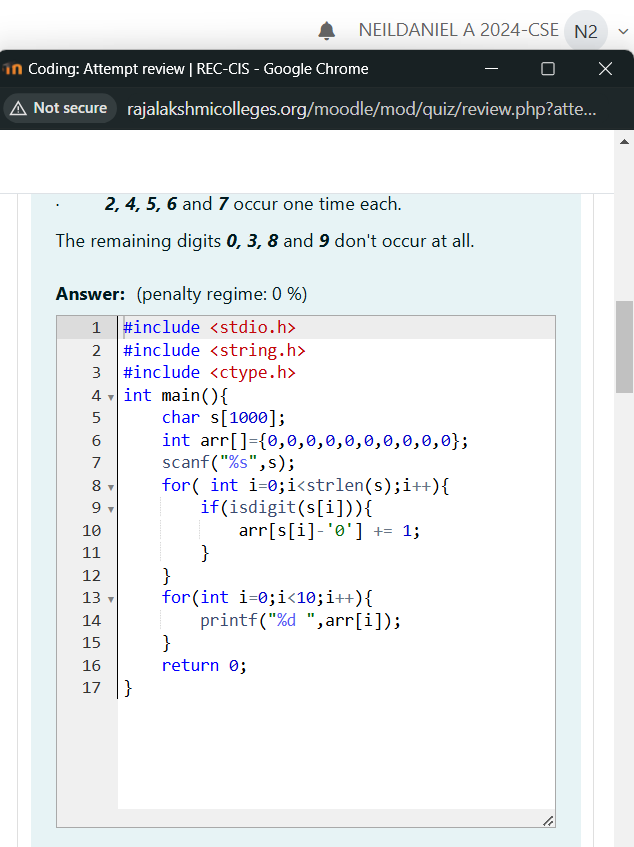 NEILDANIEL A 2024-CSE N2
Coding: Attempt review | REC-CIS - Google Chrome
Not secure rajalakshmicolleges.org/moodle/mod/quiz/review.php?atte...
· 2, 4, 5, 6 and 7 occur one time each.
The remaining digits 0, 3, 8 and 9 don't occur at all.
Answer: (penalty regime: 0 %)
1 #include <stdio.h>
2 #include <string.h>
3 #include <ctype.h>
4 int main(){
5 char s[1000];
6 int arr[]={0,0,0,0,0,0,0,0,0,0};
7 scanf("%s",s);
8 for( int i=0;i<strlen(s);i++){
9 if(isdigit(s[i])){
10 arr[s[i]-'0'] += 1;
11 }
12 }
13 for(int i=0;i<10;i++){
14 printf("%d ",arr[i]);
15 }
16 return 0;
17 }